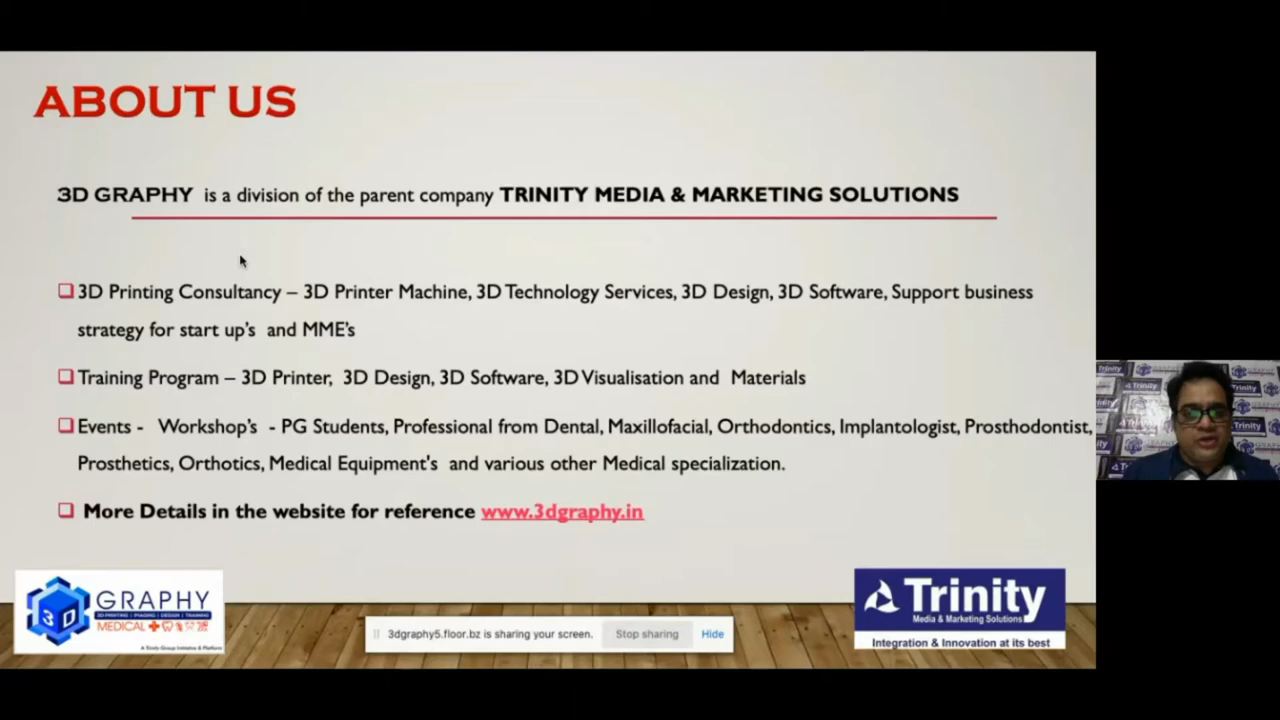 ABOUT US
3D GRAPHY is a division of the parent company TRINITY MEDIA & MARKETING SOLUTIONS
❑ 3D Printing Consultancy – 3D Printer Machine, 3D Technology Services, 3D Design, 3D Software, Support business
strategy for start up's and MME's
❑ Training Program – 3D Printer, 3D Design, 3D Software, 3D Visualisation and Materials
❑ Events - Workshop's - PG Students, Professional from Dental, Maxillofacial, Orthodontics, Implantologist, Prosthodontist,
Prosthetics, Orthotics, Medical Equipment's and various other Medical specialization.
❑ More Details in the website for reference www.3dgraphy.in
3D GRAPHY
3D PRINTING | IMAGING | DESIGN | TRAINING
MEDICAL
A Trinity Group Initiative & Platform
3dgraphy5.floor.bz is sharing your screen. Stop sharing Hide
Trinity
Media & Marketing Solutions
Integration & Innovation at its best